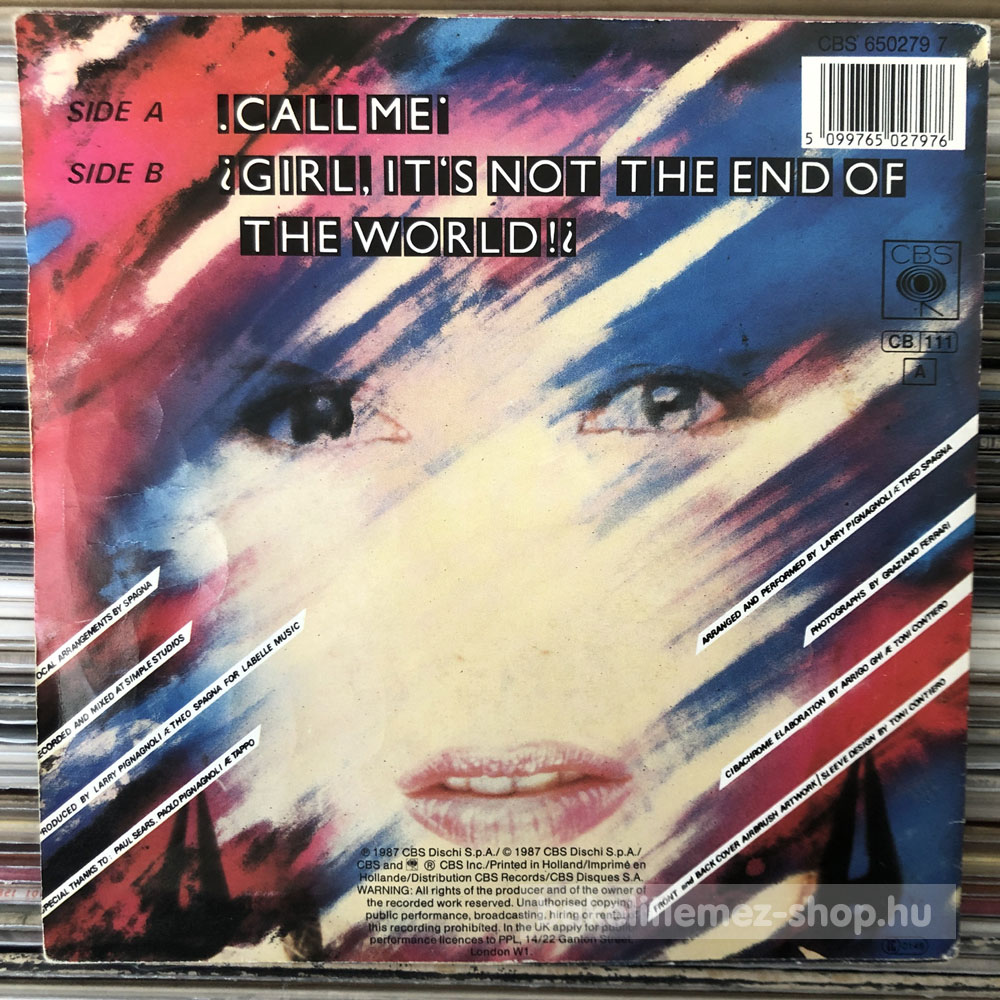 CBS 650279 7
5 099765 027976
SIDE A !CALL ME¡
SIDE B ¿GIRL, IT'S NOT THE END OF
THE WORLD!¿
CBS
CB 111
A
OCAL ARRANGEMENTS BY SPAGNA
ECORDED AND MIXED AT SIMPLE STUDIOS
RODUCED BY LARRY PIGNAGNOLI Æ THEO SPAGNA FOR LABELLE MUSIC
SPECIAL THANKS TO: PAUL SEARS. PAOLO PIGNAGNOLI Æ TAPPO
ARRANGED AND PERFORMED BY LARRY PIGNAGNOLI Æ THEO SPAGNA
PHOTOGRAPHS BY GRAZIANO FERRARI
CIBACHROME ELABORATION BY ARRIGO GHI Æ TONI CONTIERO
FRONT and BACK COVER AIRBRUSH ARTWORK / SLEEVE DESIGN BY TONI CONTIERO
℗ 1987 CBS Dischi S.p.A./ © 1987 CBS Dischi S.p.A./
CBS and ® CBS Inc./Printed in Holland/Imprimé en
Hollande/Distribution CBS Records/CBS Disques S.A.
WARNING: All rights of the producer and of the owner of
the recorded work reserved. Unauthorised copying,
public performance, broadcasting, hiring or rental of
this recording prohibited. In the UK apply for public
performance licences to PPL, 14/22 Ganton Street,
London W1.